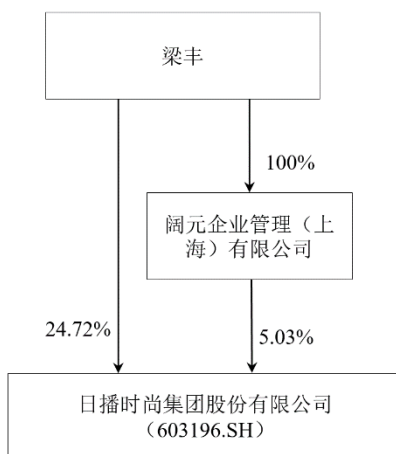 梁丰
100%
阔元企业管理（上
海）有限公司
24.72%
5.03%
日播时尚集团股份有限公司
（603196.SH）